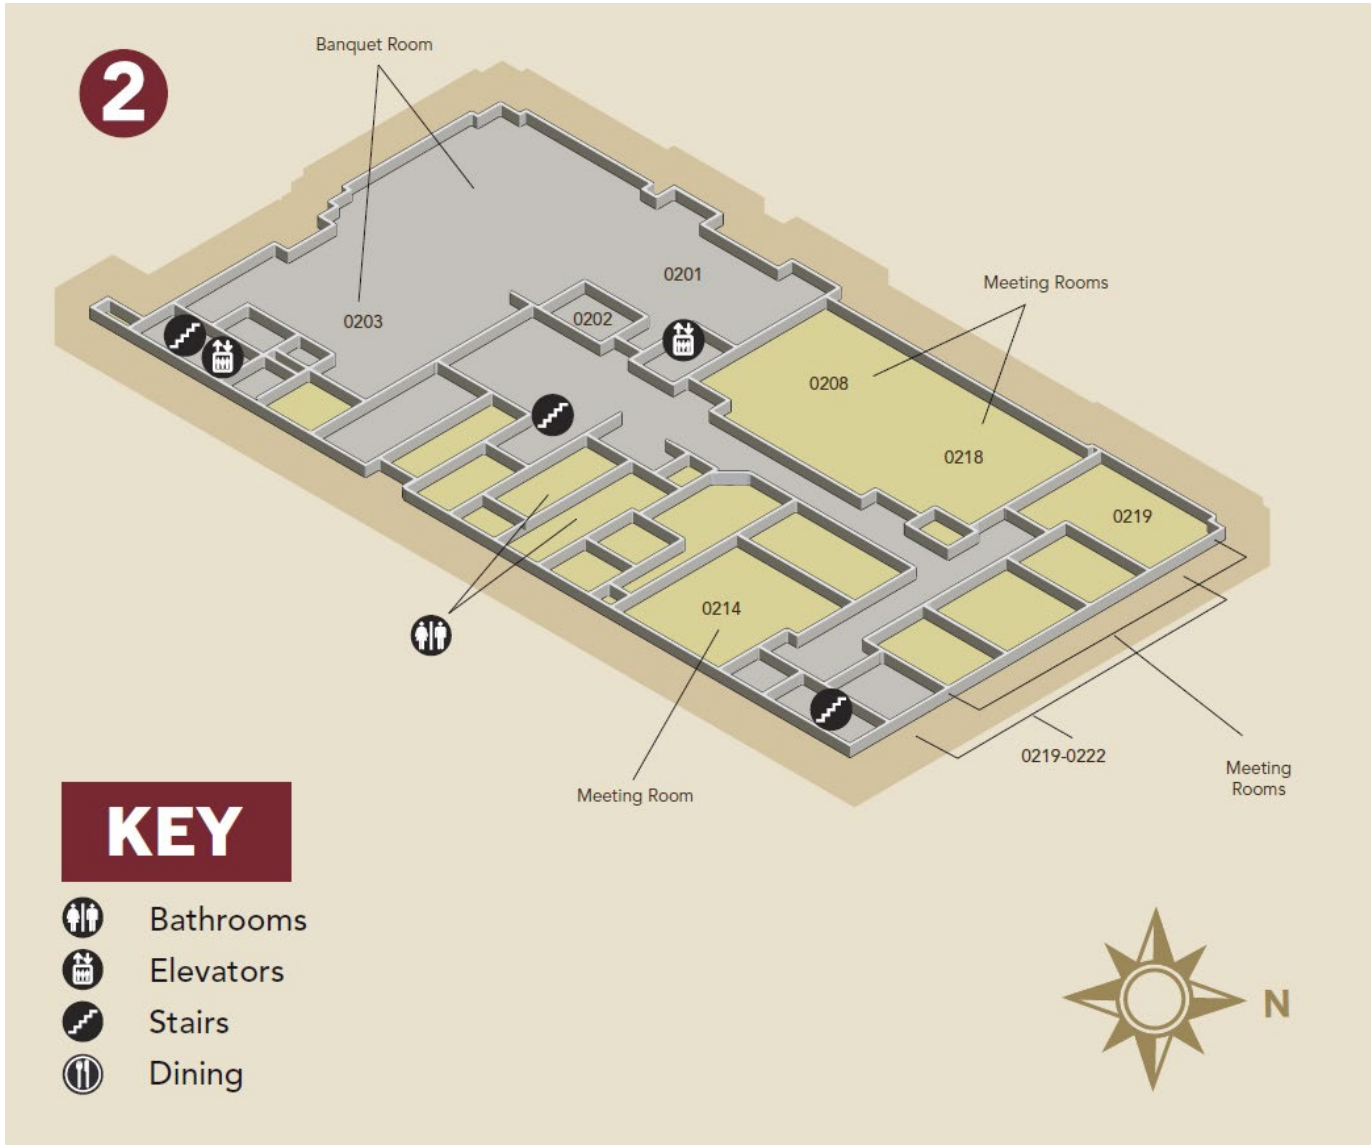 2
Banquet Room
0201
Meeting Rooms
0202
0203
0208
0218
0219
0214
0219-0222
Meeting
Rooms
Meeting Room
KEY
Bathrooms
Elevators
Stairs
Dining
N